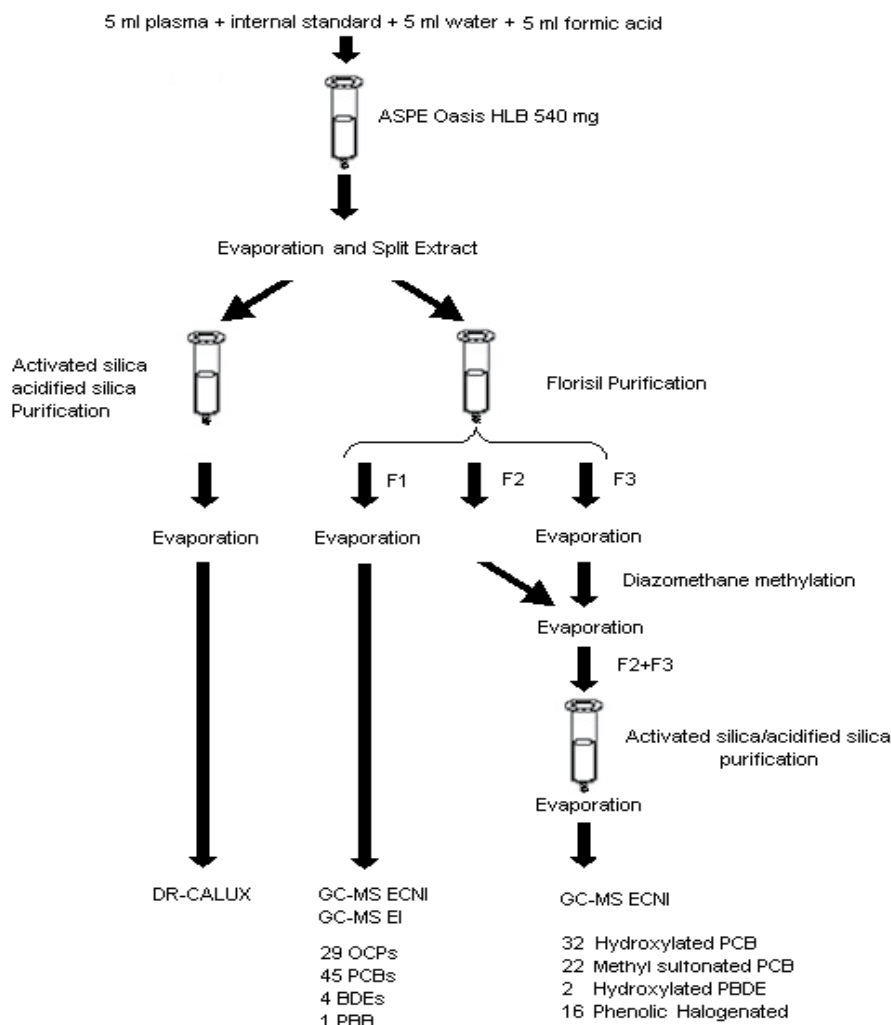 5 ml plasma + internal standard + 5 ml water + 5 ml formic acid
ASPE Oasis HLB 540 mg
Evaporation and Split Extract
Activated silica
acidified silica
Purification
Florisil Purification
F1
F2
F3
Evaporation
Evaporation
Evaporation
Diazomethane methylation
Evaporation
F2+F3
Activated silica/acidified silica
purification
Evaporation
DR-CALUX
GC-MS ECNI
GC-MS EI
29 OCPs
45 PCBs
4 BDEs
1 PBB
GC-MS ECNI
32 Hydroxylated PCB
22 Methyl sulfonated PCB
2 Hydroxylated PBDE
16 Phenolic Halogenated